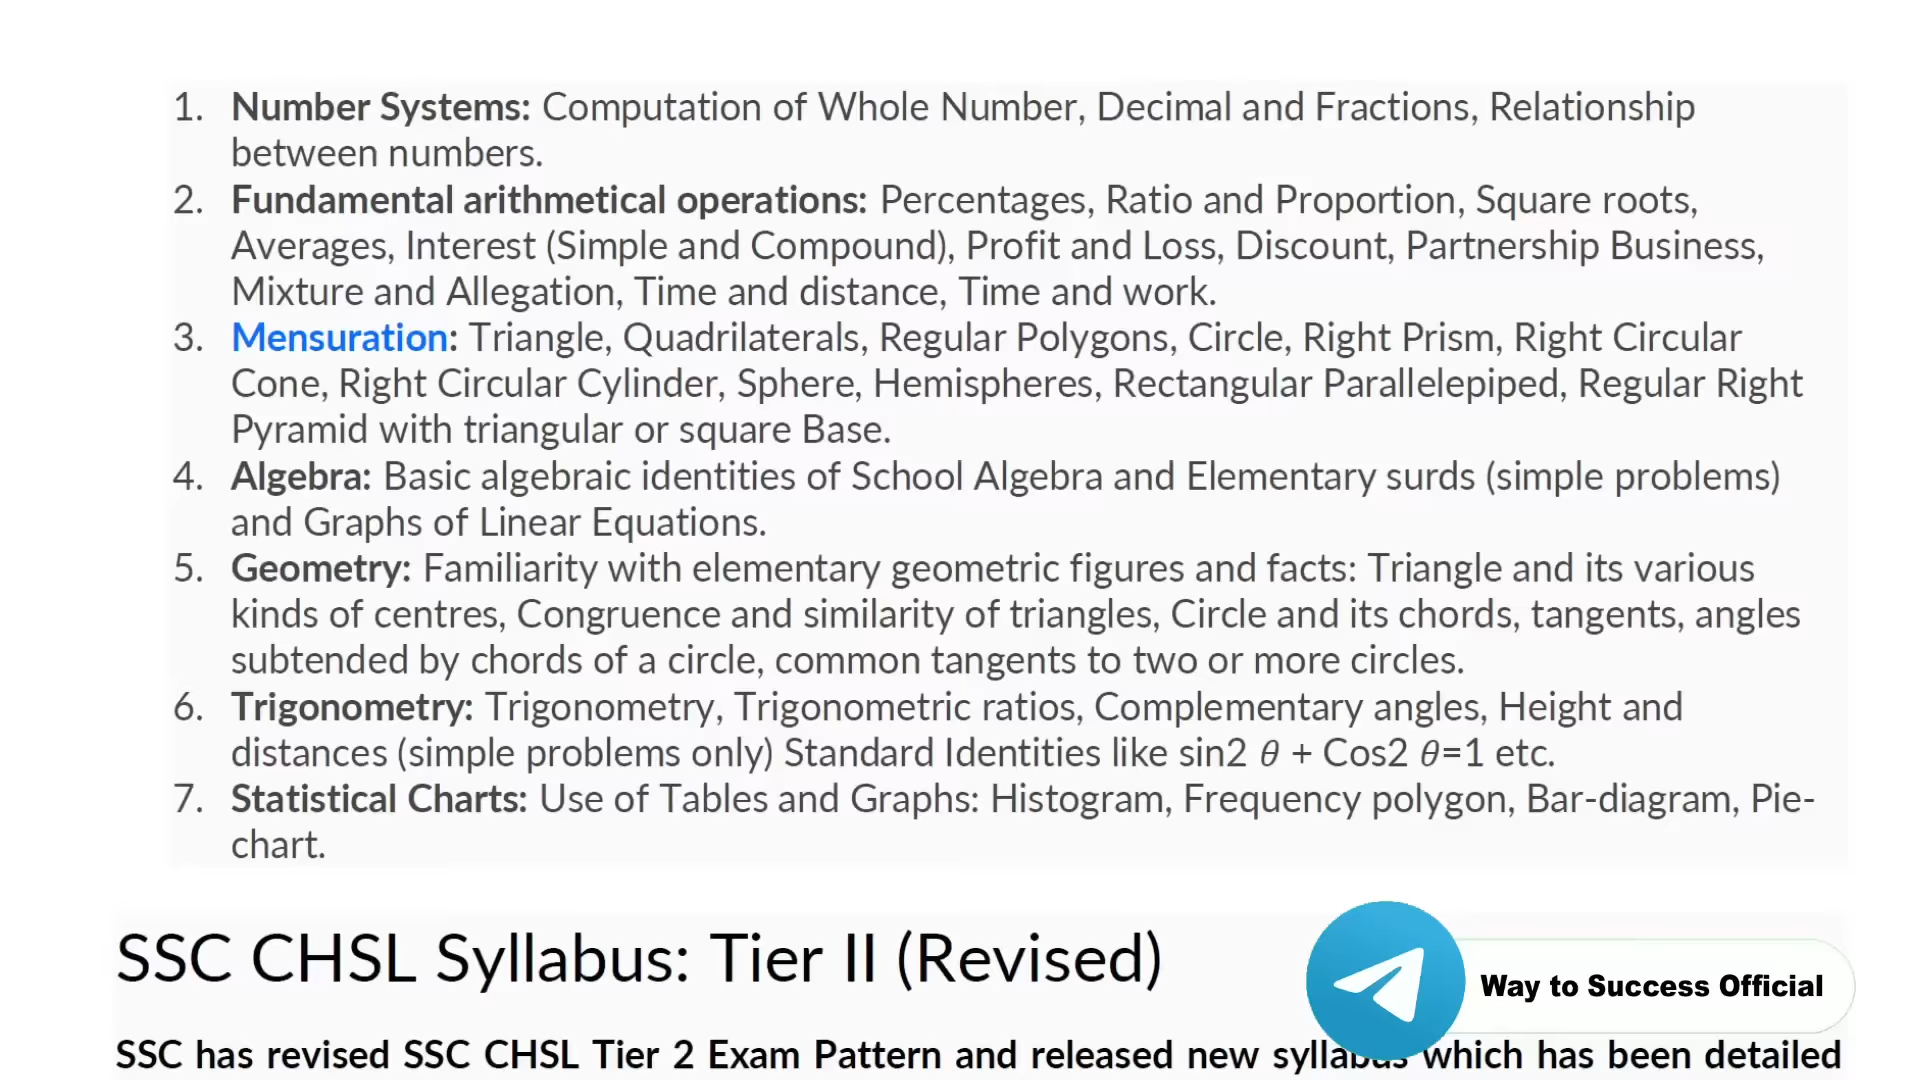 1. Number Systems: Computation of Whole Number, Decimal and Fractions, Relationship
between numbers.
2. Fundamental arithmetical operations: Percentages, Ratio and Proportion, Square roots,
Averages, Interest (Simple and Compound), Profit and Loss, Discount, Partnership Business,
Mixture and Allegation, Time and distance, Time and work.
3. Mensuration: Triangle, Quadrilaterals, Regular Polygons, Circle, Right Prism, Right Circular
Cone, Right Circular Cylinder, Sphere, Hemispheres, Rectangular Parallelepiped, Regular Right
Pyramid with triangular or square Base.
4. Algebra: Basic algebraic identities of School Algebra and Elementary surds (simple problems)
and Graphs of Linear Equations.
5. Geometry: Familiarity with elementary geometric figures and facts: Triangle and its various
kinds of centres, Congruence and similarity of triangles, Circle and its chords, tangents, angles
subtended by chords of a circle, common tangents to two or more circles.
6. Trigonometry: Trigonometry, Trigonometric ratios, Complementary angles, Height and
distances (simple problems only) Standard Identities like sin2 𝜃 + Cos2 𝜃=1 etc.
7. Statistical Charts: Use of Tables and Graphs: Histogram, Frequency polygon, Bar-diagram, Pie-
chart.
SSC CHSL Syllabus: Tier II (Revised)
Way to Success Official
SSC has revised SSC CHSL Tier 2 Exam Pattern and released new syllabus which has been detailed